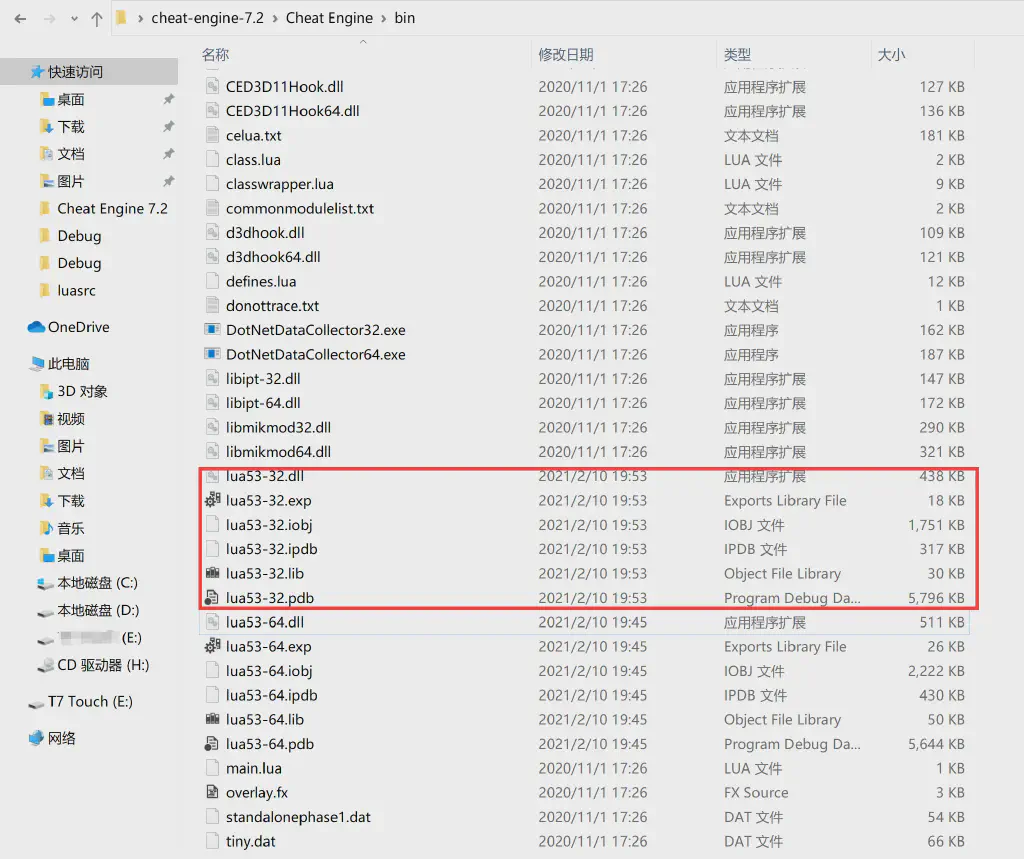 cheat-engine-7.2 › Cheat Engine › bin
名称 修改日期 类型 大小
快速访问
桌面
下载
文档
图片
Cheat Engine 7.2
Debug
Debug
luasrc
OneDrive
此电脑
3D 对象
视频
图片
文档
下载
音乐
桌面
本地磁盘 (C:)
本地磁盘 (D:)
(E:)
CD 驱动器 (H:)
T7 Touch (E:)
网络
CED3D11Hook.dll 2020/11/1 17:26 应用程序扩展 127 KB
CED3D11Hook64.dll 2020/11/1 17:26 应用程序扩展 136 KB
celua.txt 2020/11/1 17:26 文本文档 181 KB
class.lua 2020/11/1 17:26 LUA 文件 2 KB
classwrapper.lua 2020/11/1 17:26 LUA 文件 9 KB
commonmodulelist.txt 2020/11/1 17:26 文本文档 2 KB
d3dhook.dll 2020/11/1 17:26 应用程序扩展 109 KB
d3dhook64.dll 2020/11/1 17:26 应用程序扩展 121 KB
defines.lua 2020/11/1 17:26 LUA 文件 12 KB
donottrace.txt 2020/11/1 17:26 文本文档 1 KB
DotNetDataCollector32.exe 2020/11/1 17:26 应用程序 162 KB
DotNetDataCollector64.exe 2020/11/1 17:26 应用程序 187 KB
libipt-32.dll 2020/11/1 17:26 应用程序扩展 147 KB
libipt-64.dll 2020/11/1 17:26 应用程序扩展 172 KB
libmikmod32.dll 2020/11/1 17:26 应用程序扩展 290 KB
libmikmod64.dll 2020/11/1 17:26 应用程序扩展 321 KB
lua53-32.dll 2021/2/10 19:53 应用程序扩展 438 KB
lua53-32.exp 2021/2/10 19:53 Exports Library File 18 KB
lua53-32.iobj 2021/2/10 19:53 IOBJ 文件 1,751 KB
lua53-32.ipdb 2021/2/10 19:53 IPDB 文件 317 KB
lua53-32.lib 2021/2/10 19:53 Object File Library 30 KB
lua53-32.pdb 2021/2/10 19:53 Program Debug Da... 5,796 KB
lua53-64.dll 2021/2/10 19:45 应用程序扩展 511 KB
lua53-64.exp 2021/2/10 19:45 Exports Library File 26 KB
lua53-64.iobj 2021/2/10 19:45 IOBJ 文件 2,222 KB
lua53-64.ipdb 2021/2/10 19:45 IPDB 文件 430 KB
lua53-64.lib 2021/2/10 19:45 Object File Library 50 KB
lua53-64.pdb 2021/2/10 19:45 Program Debug Da... 5,644 KB
main.lua 2020/11/1 17:26 LUA 文件 1 KB
overlay.fx 2020/11/1 17:26 FX Source 3 KB
standalonephase1.dat 2020/11/1 17:26 DAT 文件 54 KB
tiny.dat 2020/11/1 17:26 DAT 文件 66 KB